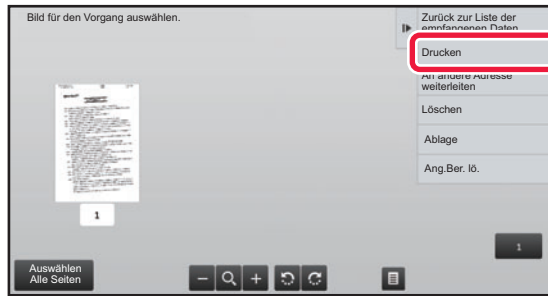 Bild für den Vorgang auswählen.
Zurück zur Liste der
empfangenen Daten
Drucken
An andere Adresse
weiterleiten
Löschen
Ablage
Ang.Ber. lö.
1
1
Auswählen
Alle Seiten